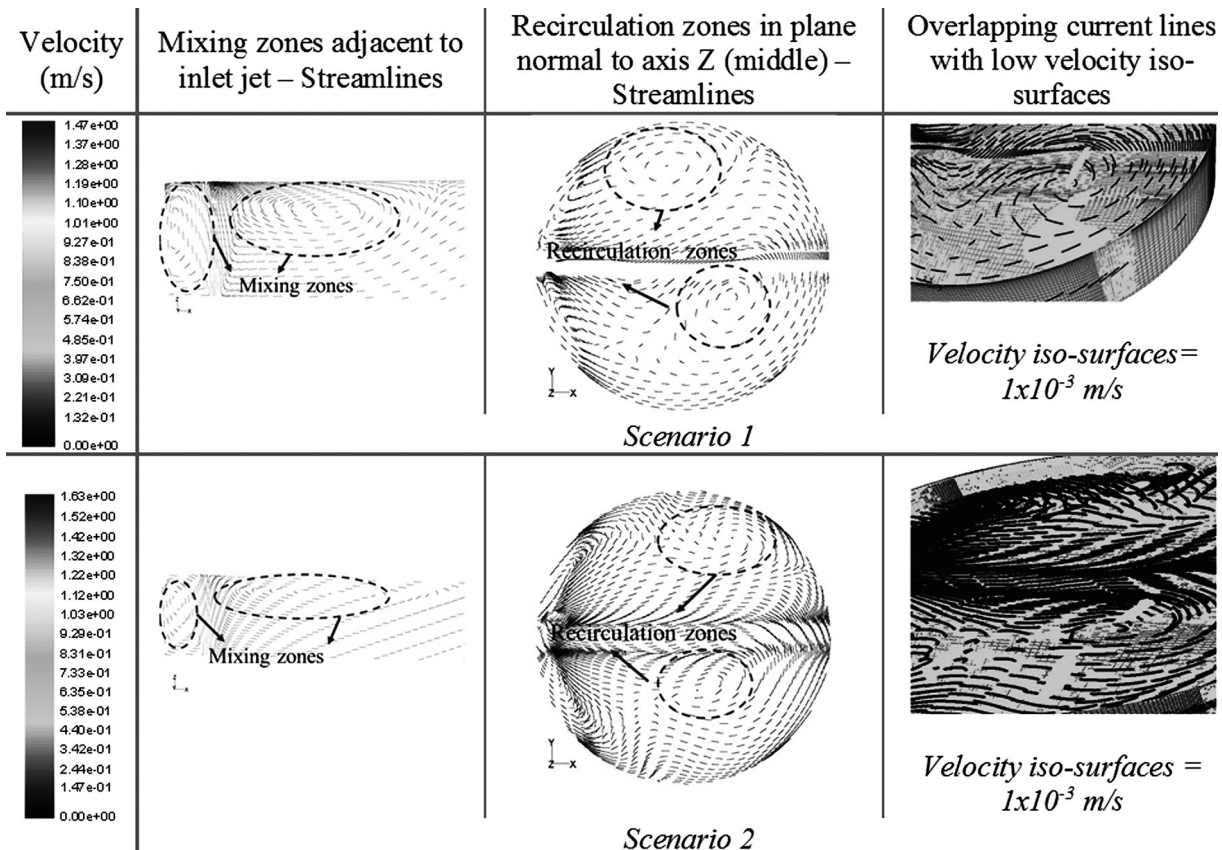 Velocity
(m/s)
Mixing zones adjacent to
inlet jet – Streamlines
Recirculation zones in plane
normal to axis Z (middle) –
Streamlines
Overlapping current lines
with low velocity iso-
surfaces
1.47e+00
1.37e+00
1.28e+00
1.19e+00
1.10e+00
1.01e+00
9.27e-01
8.38e-01
7.50e-01
6.62e-01
5.74e-01
4.85e-01
3.97e-01
3.09e-01
2.21e-01
1.32e-01
0.00e+00
Mixing zones
Z
X
Recirculation zones
Y
Z X
Velocity iso-surfaces=
1x10⁻³ m/s
Scenario 1
1.63e+00
1.52e+00
1.42e+00
1.32e+00
1.22e+00
1.12e+00
1.03e+00
9.29e-01
8.31e-01
7.33e-01
6.35e-01
5.38e-01
4.40e-01
3.42e-01
2.44e-01
1.47e-01
0.00e+00
Mixing zones
Z
X
Recirculation zones
Y
Z X
Velocity iso-surfaces =
1x10⁻³ m/s
Scenario 2